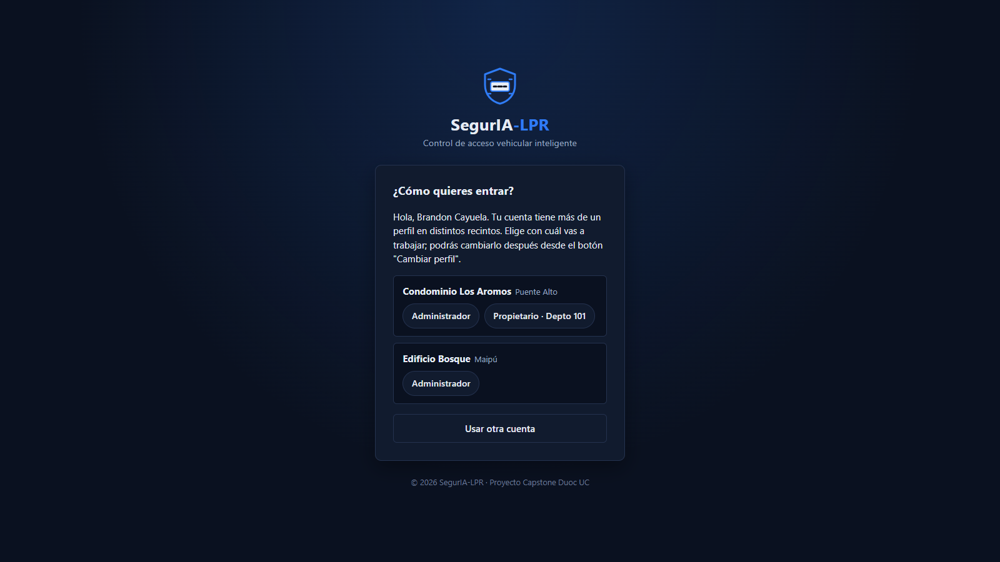 SegurIA-LPR
Control de acceso vehicular inteligente
¿Cómo quieres entrar?
Hola, Brandon Cayuela. Tu cuenta tiene más de un
perfil en distintos recintos. Elige con cuál vas a
trabajar; podrás cambiarlo después desde el botón
"Cambiar perfil".
Condominio Los Aromos Puente Alto
Administrador Propietario · Depto 101
Edificio Bosque Maipú
Administrador
Usar otra cuenta
© 2026 SegurIA-LPR · Proyecto Capstone Duoc UC